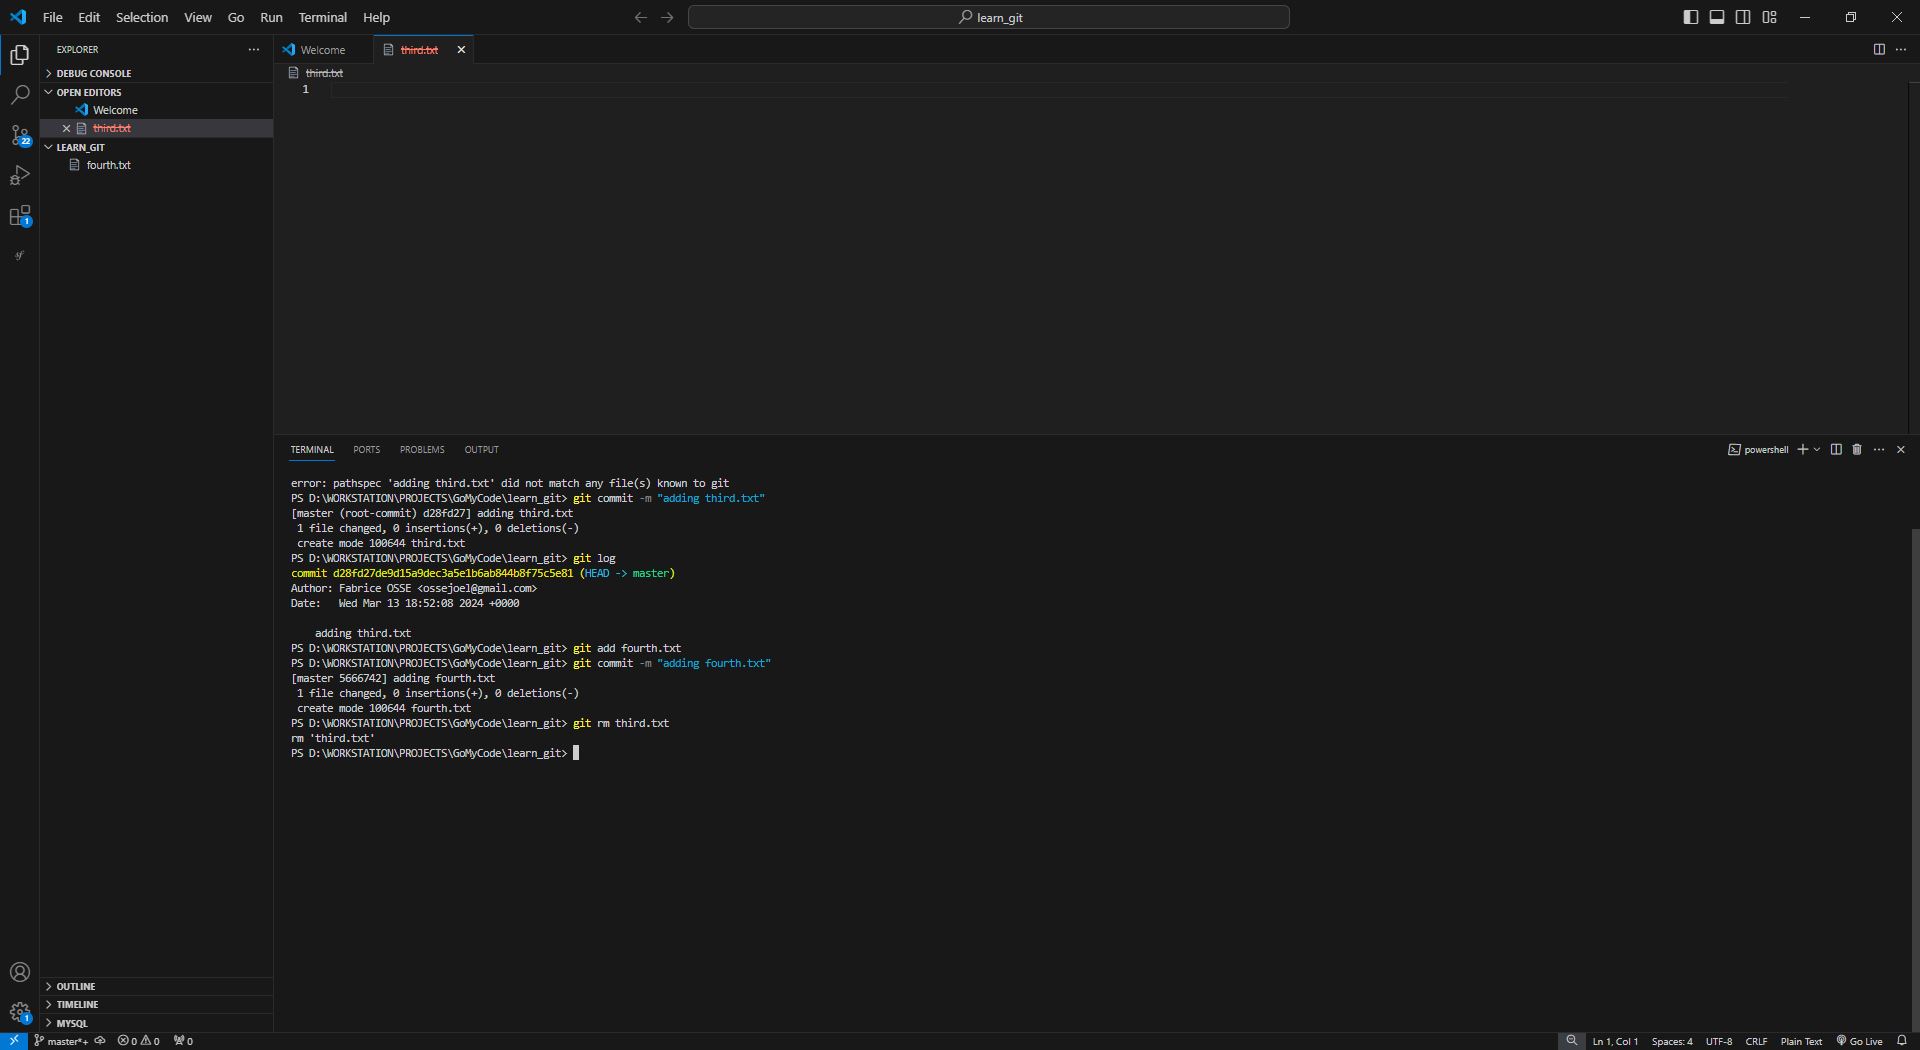 File Edit Selection View Go Run Terminal Help
learn_git
EXPLORER
DEBUG CONSOLE
OPEN EDITORS
Welcome
third.txt
LEARN_GIT
fourth.txt
22
1
Welcome
third.txt
third.txt
1
TERMINAL PORTS PROBLEMS OUTPUT
powershell
error: pathspec 'adding third.txt' did not match any file(s) known to git
PS D:\WORKSTATION\PROJECTS\GoMyCode\learn_git> git commit -m "adding third.txt"
[master (root-commit) d28fd27] adding third.txt
1 file changed, 0 insertions(+), 0 deletions(-)
create mode 100644 third.txt
PS D:\WORKSTATION\PROJECTS\GoMyCode\learn_git> git log
commit d28fd27de9d15a9dec3a5e1b6ab844b8f75c5e81 (HEAD -> master)
Author: Fabrice OSSE <ossejoel@gmail.com>
Date:   Wed Mar 13 18:52:08 2024 +0000
adding third.txt
PS D:\WORKSTATION\PROJECTS\GoMyCode\learn_git> git add fourth.txt
PS D:\WORKSTATION\PROJECTS\GoMyCode\learn_git> git commit -m "adding fourth.txt"
[master 5666742] adding fourth.txt
1 file changed, 0 insertions(+), 0 deletions(-)
create mode 100644 fourth.txt
PS D:\WORKSTATION\PROJECTS\GoMyCode\learn_git> git rm third.txt
rm 'third.txt'
PS D:\WORKSTATION\PROJECTS\GoMyCode\learn_git>
OUTLINE
TIMELINE
MYSQL
1
master*+ 0 0 0
Ln 1, Col 1 Spaces: 4 UTF-8 CRLF Plain Text Go Live